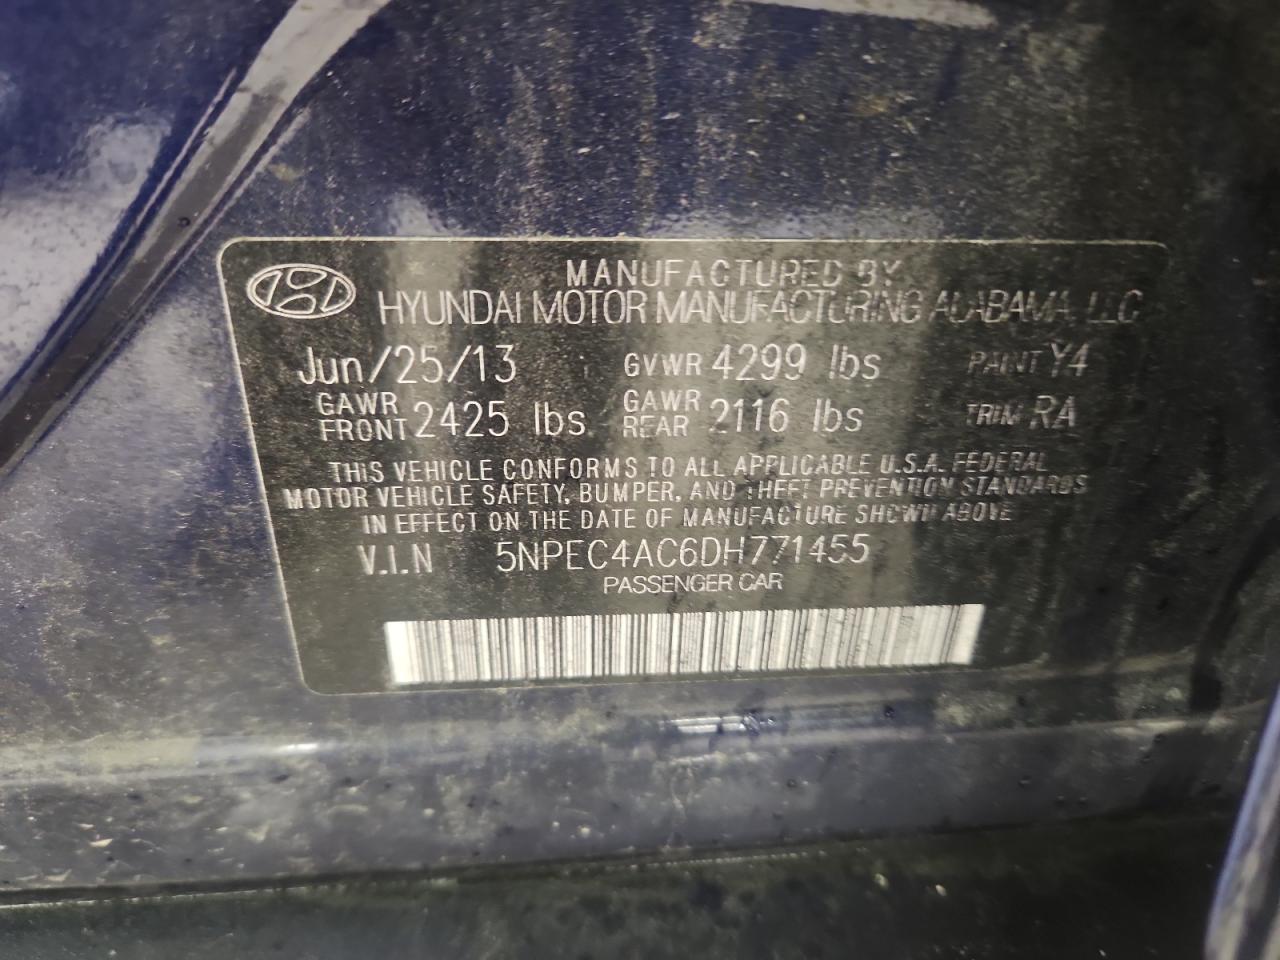 MANUFACTURED BY
HYUNDAI MOTOR MANUFACTURING ALABAMA, LLC
Jun/25/13 GVWR 4299 lbs PAINT Y4
GAWR FRONT 2425 lbs GAWR REAR 2116 lbs TRIM RA
THIS VEHICLE CONFORMS TO ALL APPLICABLE U.S.A. FEDERAL
MOTOR VEHICLE SAFETY, BUMPER, AND THEFT PREVENTION STANDARDS
IN EFFECT ON THE DATE OF MANUFACTURE SHOWN ABOVE
V.I.N 5NPEC4AC6DH771455
PASSENGER CAR